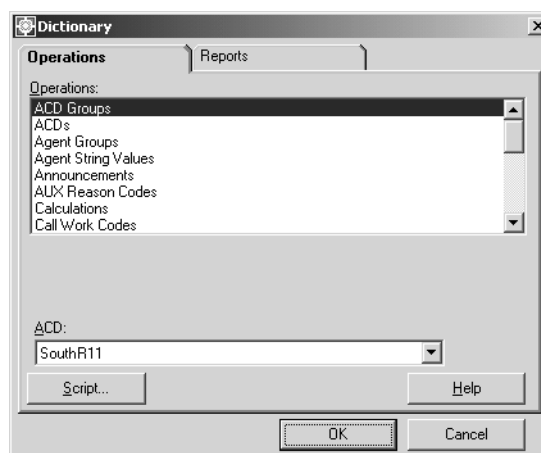 Dictionary
Operations
Reports
Operations:
ACD Groups
ACDs
Agent Groups
Agent String Values
Announcements
AUX Reason Codes
Calculations
Call Work Codes
ACD:
SouthR11
Script...
Help
OK
Cancel